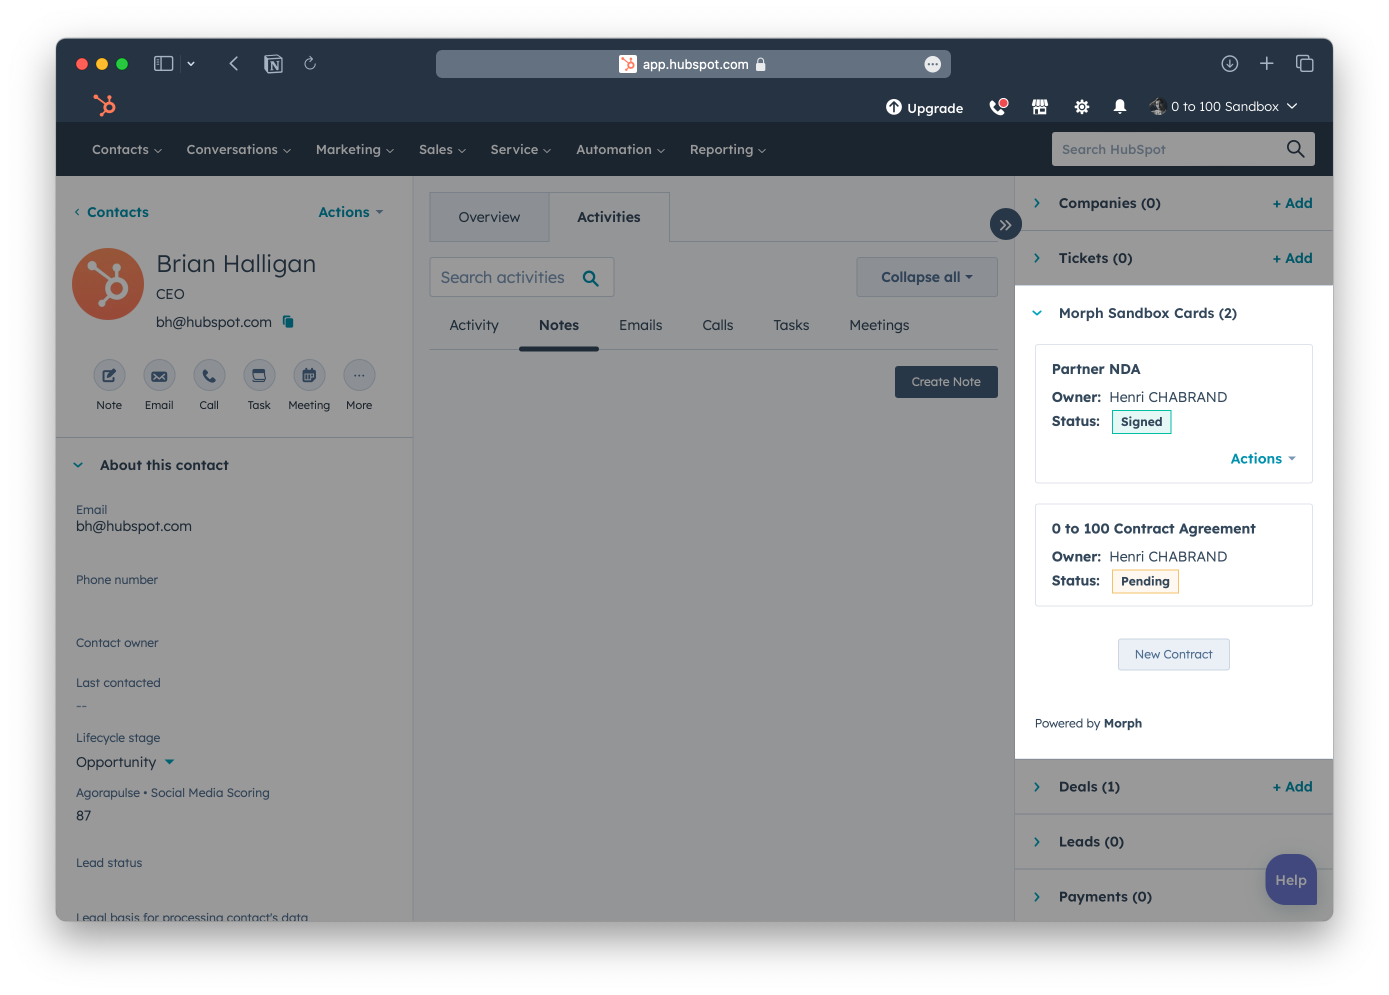 app.hubspot.com
Upgrade
0 to 100 Sandbox
Contacts
Conversations
Marketing
Sales
Service
Automation
Reporting
Search HubSpot
Contacts
Actions
Brian Halligan
CEO
bh@hubspot.com
Note
Email
Call
Task
Meeting
More
About this contact
Email
bh@hubspot.com
Phone number
Contact owner
Last contacted
--
Lifecycle stage
Opportunity
Agorapulse • Social Media Scoring
87
Lead status
Legal basis for processing contact's data
Overview
Activities
Search activities
Collapse all
Activity
Notes
Emails
Calls
Tasks
Meetings
Create Note
Companies (0)
+ Add
Tickets (0)
+ Add
Morph Sandbox Cards (2)
Partner NDA
Owner: Henri CHABRAND
Status: Signed
Actions
0 to 100 Contract Agreement
Owner: Henri CHABRAND
Status: Pending
New Contract
Powered by Morph
Deals (1)
+ Add
Leads (0)
Payments (0)
Help